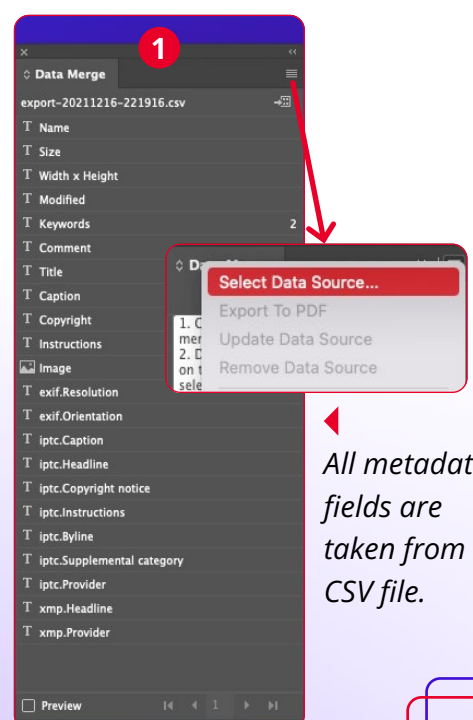 1
Data Merge
export-20211216-221916.csv
Name
Size
Width x Height
Modified
Keywords 2
Comment
Title
Caption
Copyright
Instructions
Image
exif.Resolution
exif.Orientation
iptc.Caption
iptc.Headline
iptc.Copyright notice
iptc.Instructions
iptc.Byline
iptc.Supplemental category
iptc.Provider
xmp.Headline
xmp.Provider
Preview 1
Select Data Source...
Export To PDF
Update Data Source
Remove Data Source
1.
2.
All metadat
fields are
taken from
CSV file.